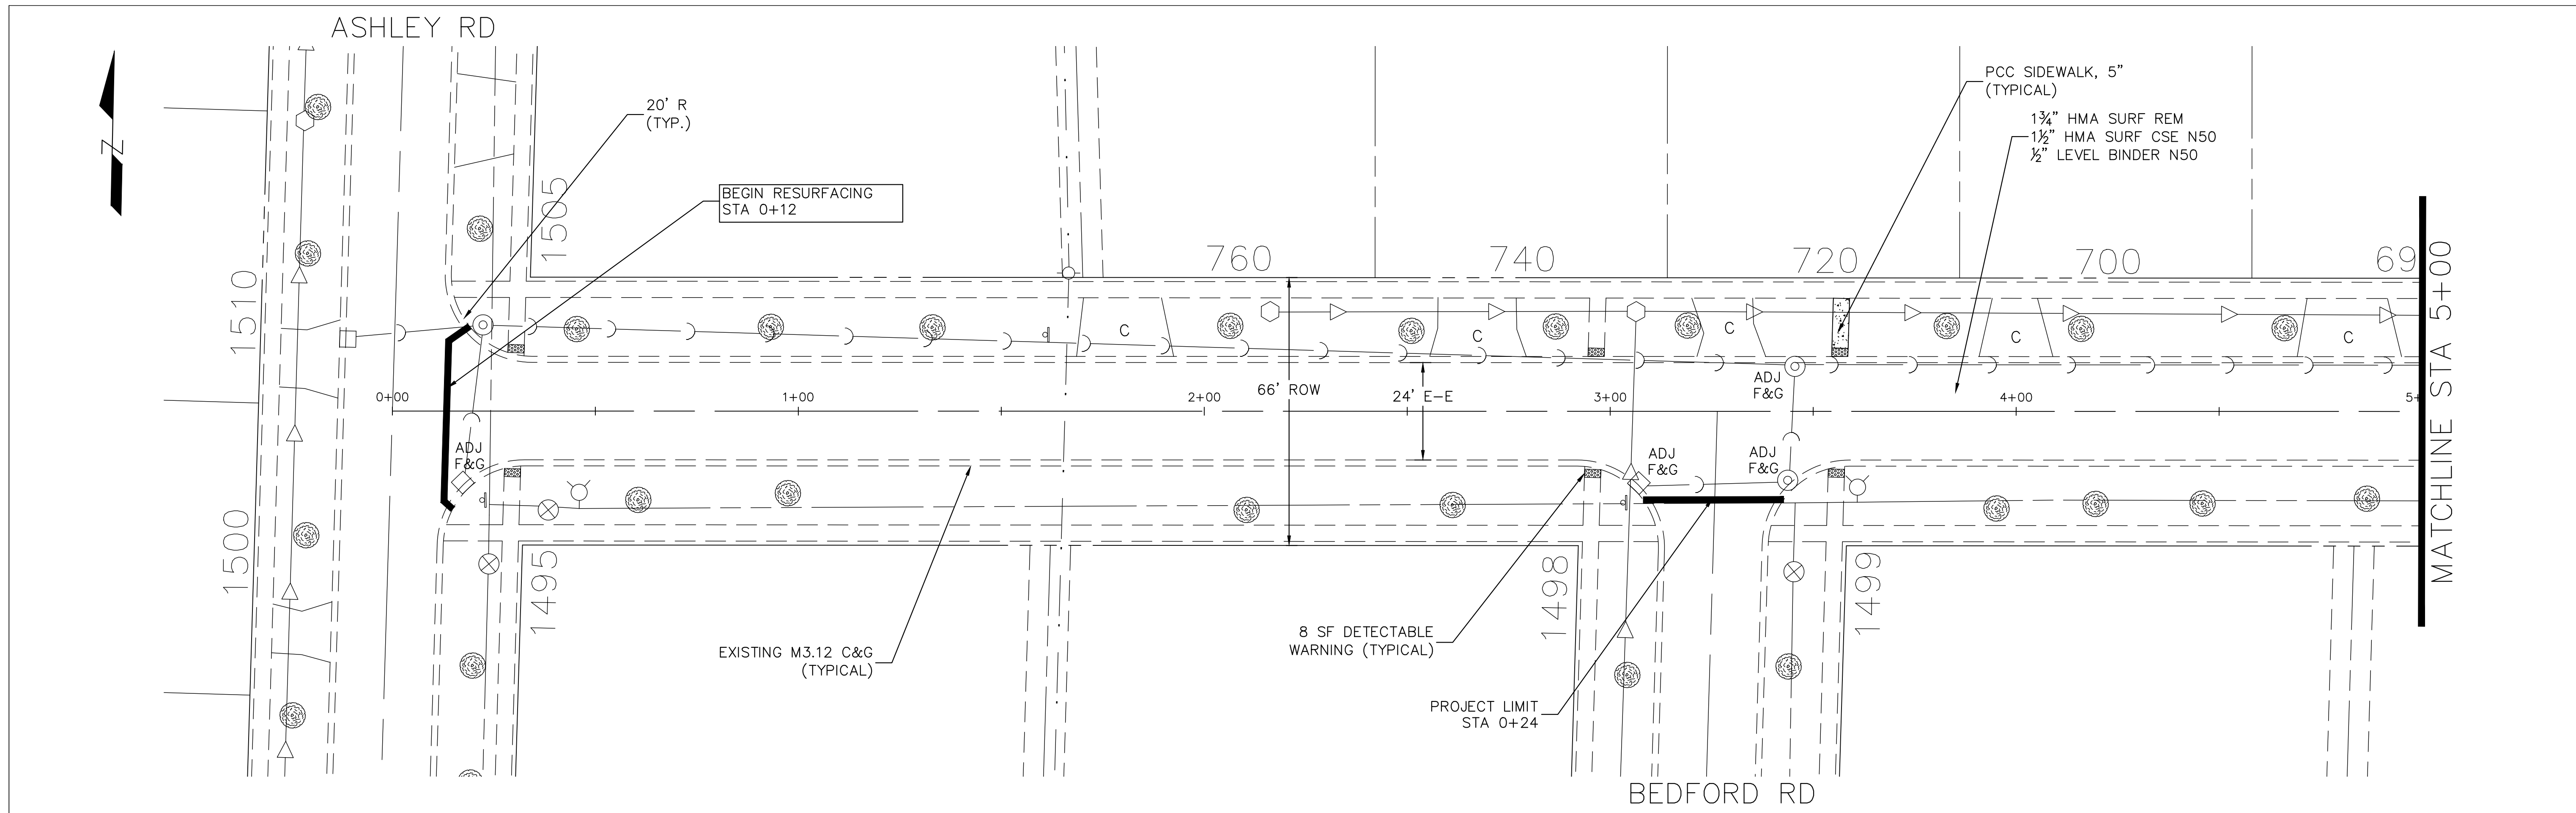 ASHLEY RD
N
20' R
(TYP.)
PCC SIDEWALK, 5"
(TYPICAL)
1¾" HMA SURF REM
1½" HMA SURF CSE N50
½" LEVEL BINDER N50
BEGIN RESURFACING
STA 0+12
1505
1510
760
740
720
700
69
MATCHLINE STA 5+00
C
C
C
C
C
0+00
1+00
2+00
66' ROW
24' E-E
3+00
ADJ
F&G
4+00
5+
ADJ
F&G
ADJ
F&G
ADJ
F&G
1500
1495
1498
1499
EXISTING M3.12 C&G
(TYPICAL)
8 SF DETECTABLE
WARNING (TYPICAL)
PROJECT LIMIT
STA 0+24
BEDFORD RD